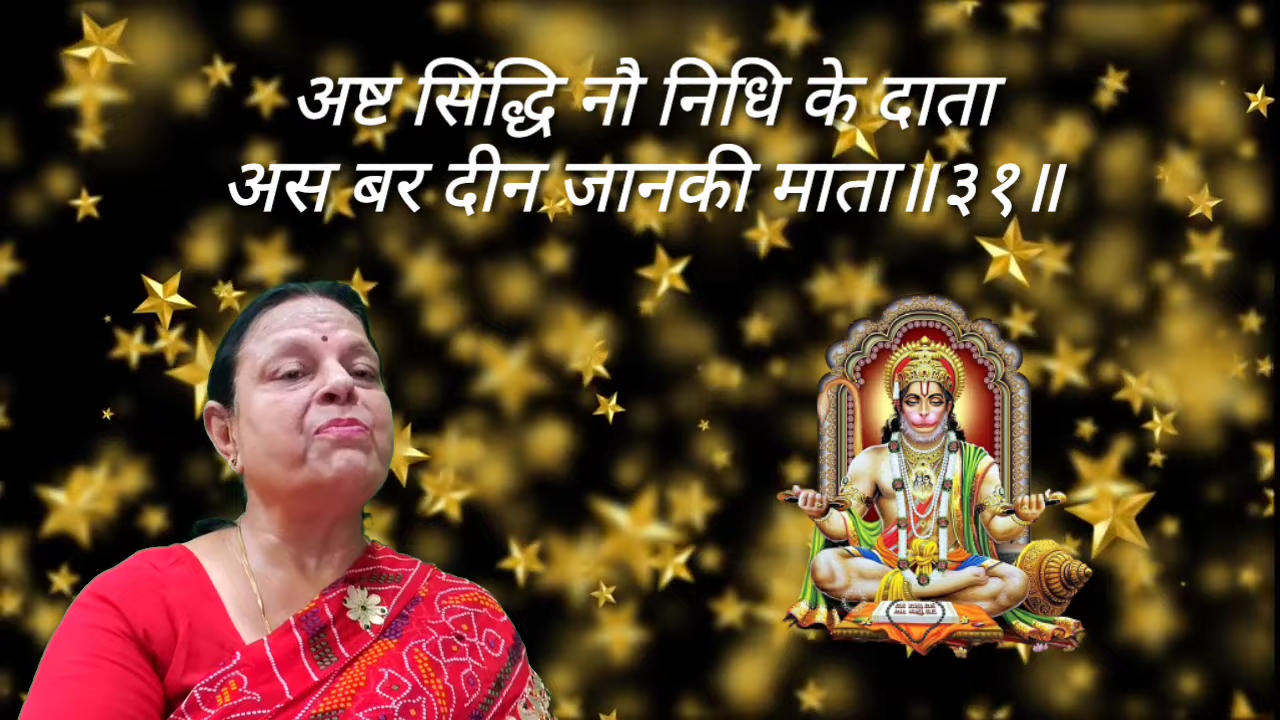 अष्ट सिद्धि नौ निधि के दाता
अस बर दीन जानकी माता॥३१॥